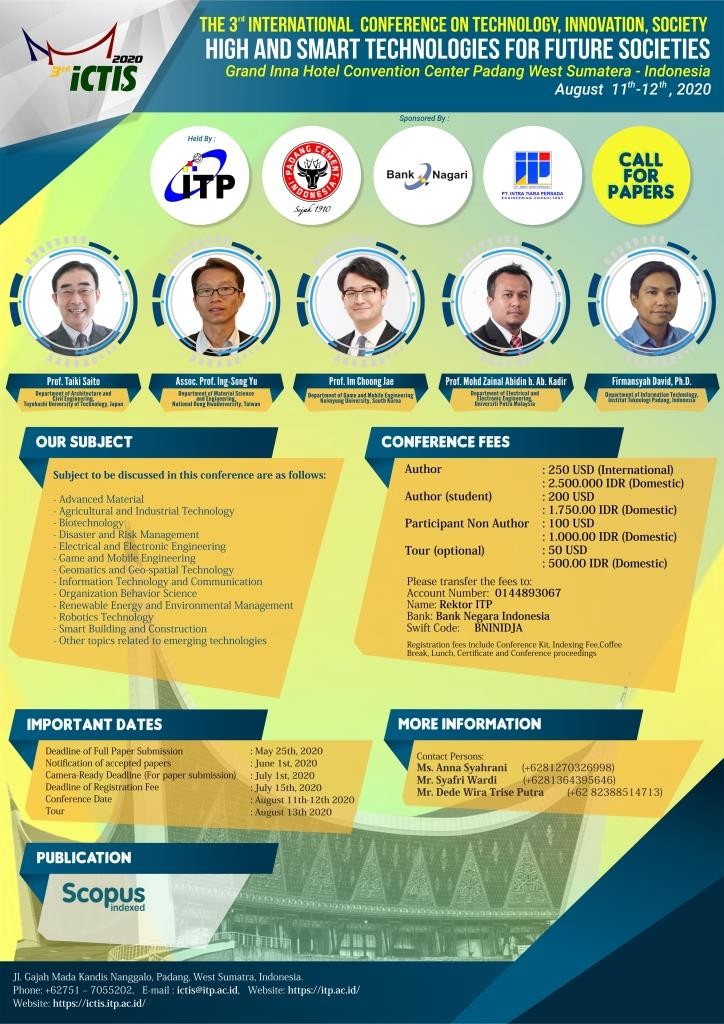 2020
3rd ICTIS
THE 3rd INTERNATIONAL CONFERENCE ON TECHNOLOGY, INNOVATION, SOCIETY
HIGH AND SMART TECHNOLOGIES FOR FUTURE SOCIETIES
Grand Inna Hotel Convention Center Padang West Sumatera - Indonesia
August 11th-12th, 2020
Sponsored By :
Held By :
ITP
PADANG CEMENT
INDONESIA
Sejak 1910
Bank Nagari
PT. INTRA TIARA PERSADA
ENGINEERING CONSULTANT
CALL
FOR
PAPERS
Prof. Taiki Saito
Department of Architecture and
Civil Engineering,
Toyohashi University of Technology, Japan
Assoc. Prof. Ing-Song Yu
Department of Material Science
and Engineering,
National Dong HwaUniversity, Taiwan
Prof. Im Choong Jae
Department of Game and Mobile Engineering
Keimyung University, South Korea
Prof. Mohd Zainal Abidin b. Ab. Kadir
Department of Electrical and
Electronic Engineering,
Universiti Putra Malaysia
Firmansyah David, Ph.D.
Department of Information Technology,
Institut Teknologi Padang, Indonesia
OUR SUBJECT
Subject to be discussed in this conference are as follows:
- Advanced Material
- Agricultural and Industrial Technology
- Biotechnology
- Disaster and Risk Management
- Electrical and Electronic Engineering
- Game and Mobile Engineering
- Geomatics and Geo-spatial Technology
- Information Technology and Communication
- Organization Behavior Science
- Renewable Energy and Environmental Management
- Robotics Technology
- Smart Building and Construction
- Other topics related to emerging technologies
CONFERENCE FEES
Author : 250 USD (International)
: 2.500.000 IDR (Domestic)
Author (student) : 200 USD
: 1.750.00 IDR (Domestic)
Participant Non Author : 100 USD
: 1.000.00 IDR (Domestic)
Tour (optional) : 50 USD
: 500.00 IDR (Domestic)
Please transfer the fees to:
Account Number: 0144893067
Name: Rektor ITP
Bank: Bank Negara Indonesia
Swift Code: BNINIDJA
Registration fees include Conference Kit, Indexing Fee,Coffee
Break, Lunch, Certificate and Conference proceedings
IMPORTANT DATES
Deadline of Full Paper Submission : May 25th, 2020
Notification of accepted papers : June 1st, 2020
Camera-Ready Deadline (For paper submission) : July 1st, 2020
Deadline of Registration Fee : July 15th, 2020
Conference Date : August 11th-12th 2020
Tour : August 13th 2020
MORE INFORMATION
Contact Persons:
Ms. Anna Syahrani (+6281270326998)
Mr. Syafri Wardi (+6281364395646)
Mr. Dede Wira Trise Putra (+62 82388514713)
PUBLICATION
Scopus
indexed
Jl. Gajah Mada Kandis Nanggalo, Padang, West Sumatra, Indonesia.
Phone: +62751 – 7055202, E-mail : ictis@itp.ac.id, Website: https://itp.ac.id/
Website: https://ictis.itp.ac.id/